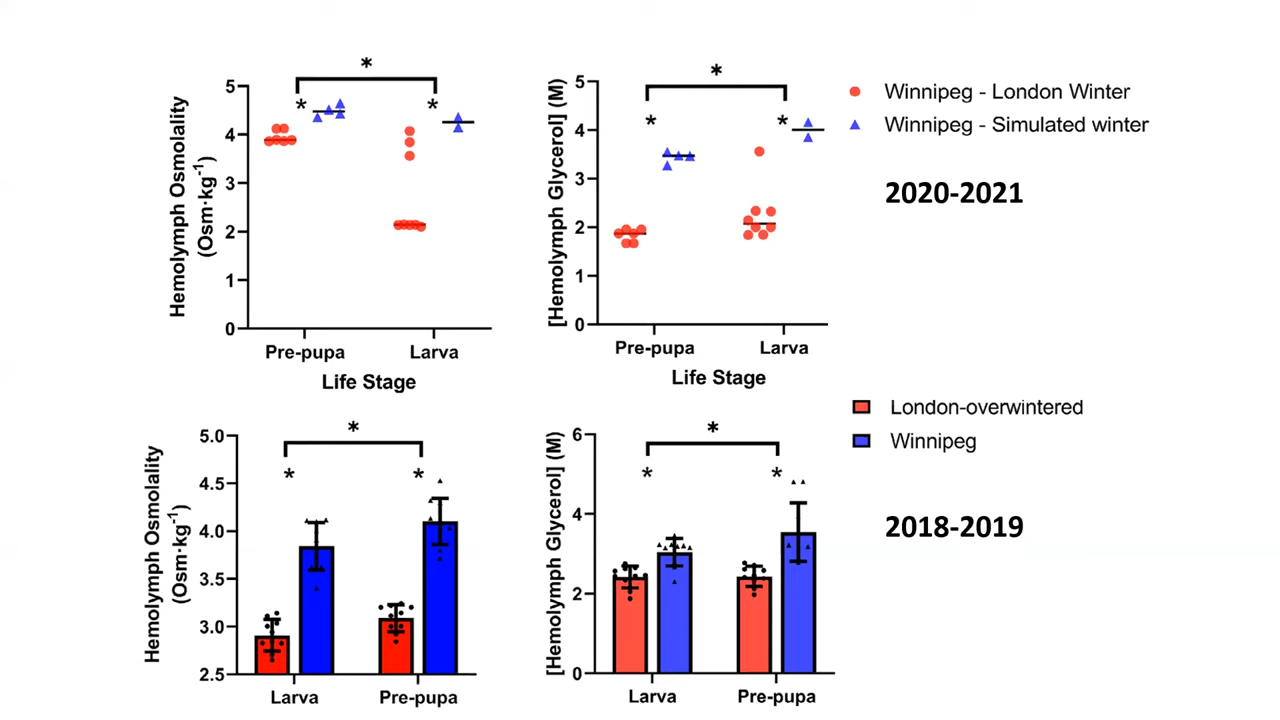 Hemolymph Osmolality
(Osm·kg⁻¹)
5
4
3
2
1
0
*
*
*
Pre-pupa
Larva
Life Stage
[Hemolymph Glycerol] (M)
5
4
3
2
1
0
*
*
*
Pre-pupa
Larva
Life Stage
Winnipeg - London Winter
Winnipeg - Simulated winter
2020-2021
Hemolymph Osmolality
(Osm·kg⁻¹)
5.0
4.5
4.0
3.5
3.0
2.5
*
*
*
Larva
Pre-pupa
[Hemolymph Glycerol] (M)
6
4
2
0
*
*
*
Larva
Pre-pupa
London-overwintered
Winnipeg
2018-2019